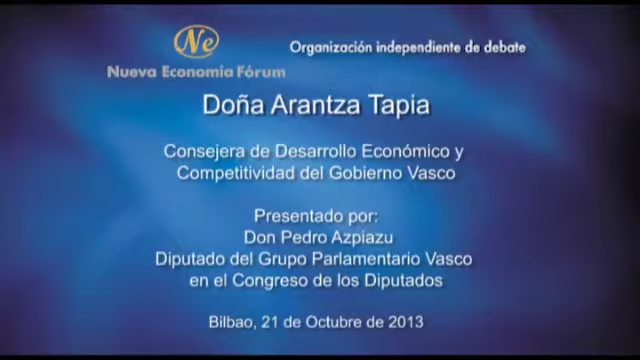 Ne
Organización independiente de debate
Nueva Economía Fórum
Doña Arantza Tapia
Consejera de Desarrollo Económico y
Competitividad del Gobierno Vasco
Presentado por:
Don Pedro Azpiazu
Diputado del Grupo Parlamentario Vasco
en el Congreso de los Diputados
Bilbao, 21 de Octubre de 2013